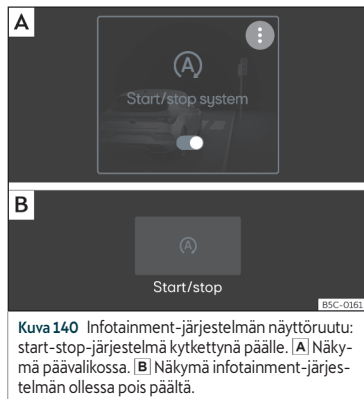 A
(A)
Start/stop system
B
(A)
Start/stop
B5C-0161
Kuva 140 Infotainment-järjestelmän näyttöruutu:
start-stop-järjestelmä kytkettynä päälle. A Näky-
mä päävalikossa. B Näkymä infotainment-järjes-
telmän ollessa pois päältä.